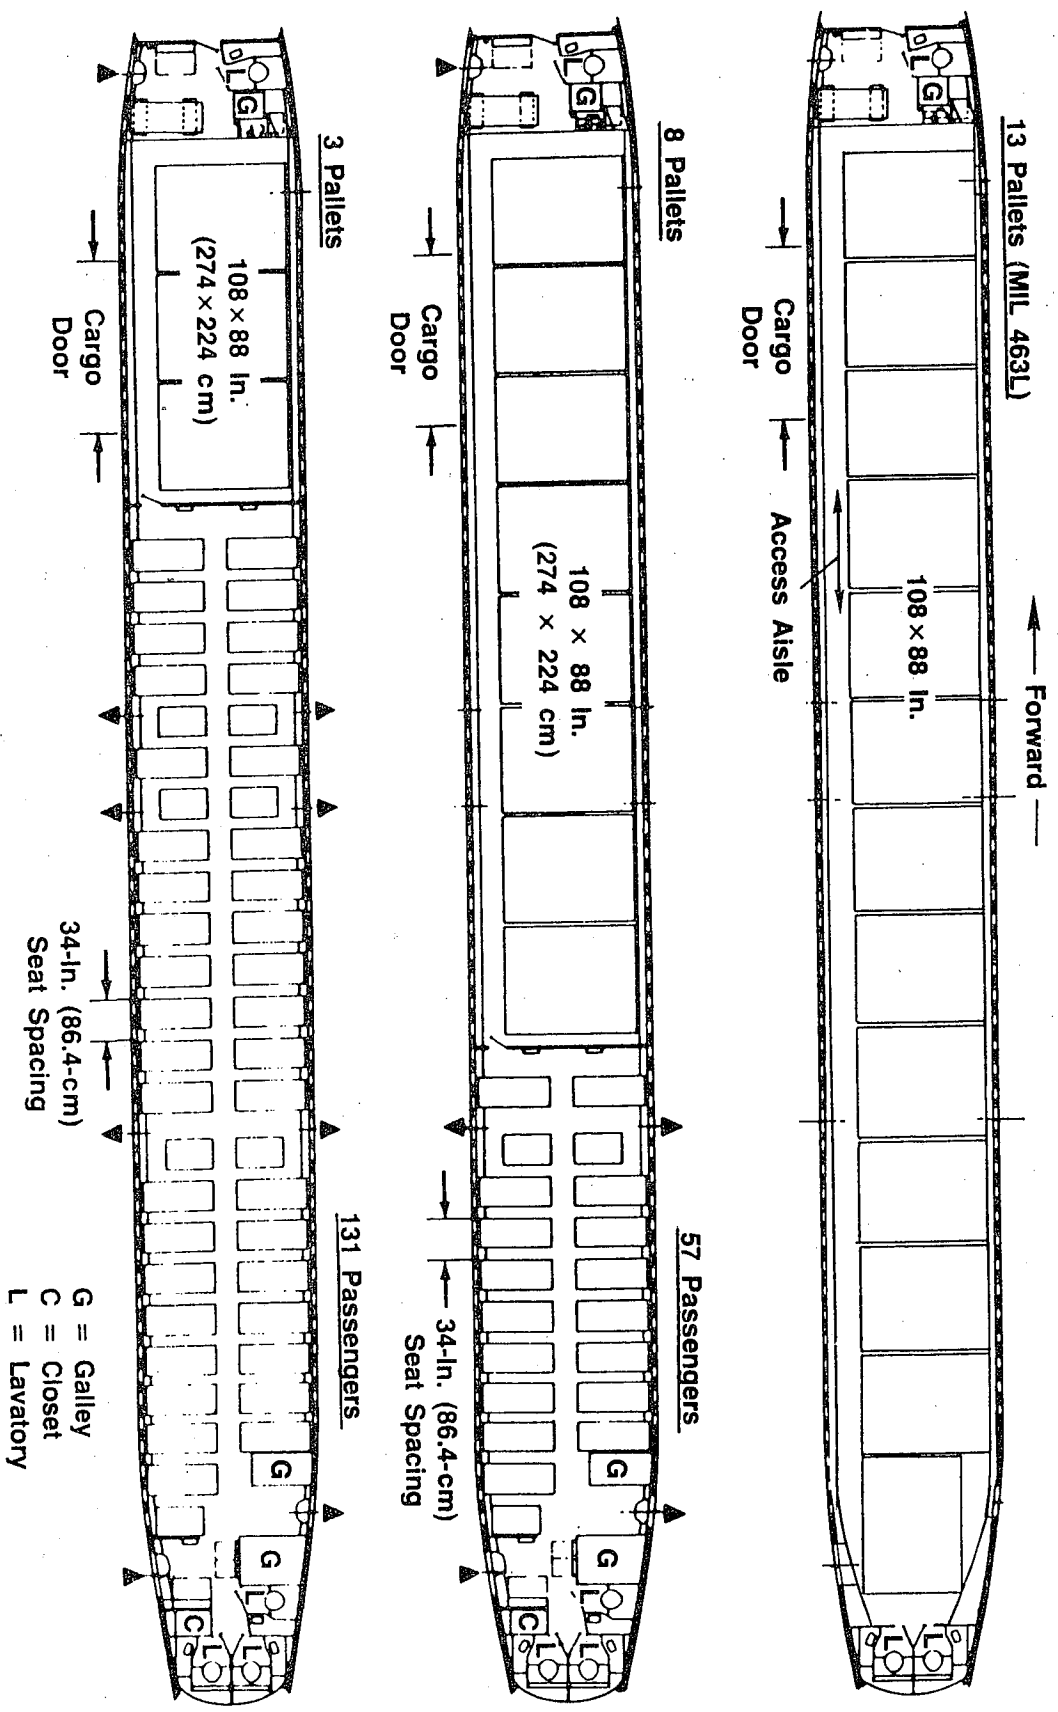 Forward
13 Pallets (MIL 463L)
L
G
108 × 88 In.
Access Aisle
Cargo
Door
L
L
8 Pallets
57 Passengers
L
G
108 × 88 In.
(274 × 224 cm)
Cargo
Door
34-In. (86.4-cm)
Seat Spacing
G
G
L
C
L
L
3 Pallets
131 Passengers
L
G
108 × 88 In.
(274 × 224 cm)
Cargo
Door
34-In. (86.4-cm)
Seat Spacing
G
G
L
C
L
L
G = Galley
C = Closet
L = Lavatory